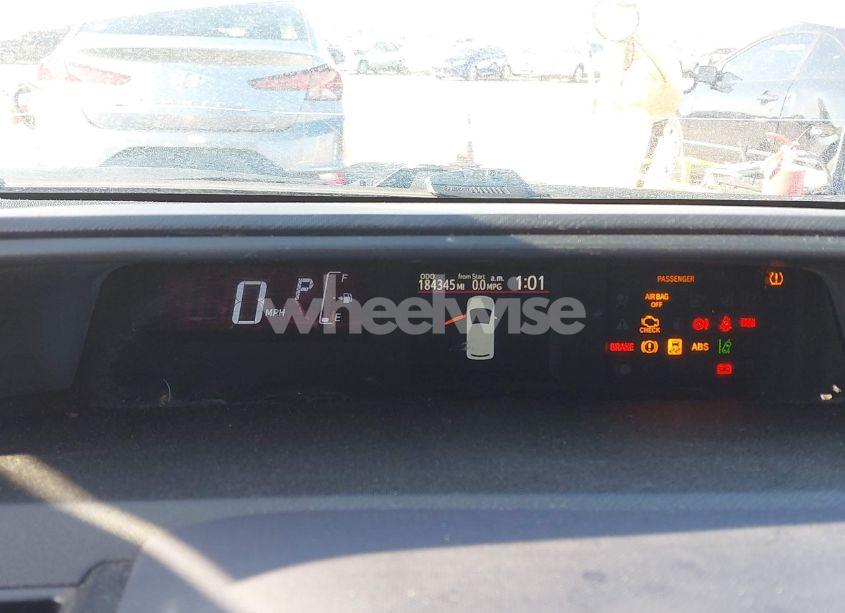 ODO from Start a.m. 1:01
184345 MI 0.0 MPG
0 MPH P F
E
PASSENGER
AIR BAG
OFF
CHECK
BRAKE ABS
wheelwise